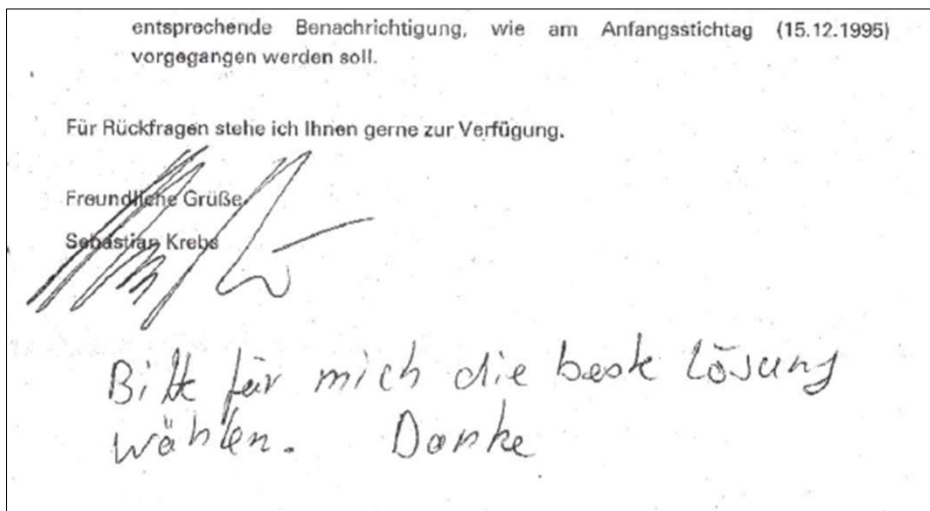 entsprechende Benachrichtigung, wie am Anfangsstichtag (15.12.1995)
vorgegangen werden soll.
Für Rückfragen stehe ich Ihnen gerne zur Verfügung.
Freundliche Grüße
Sebastian Krebs
Bitte für mich die beste Lösung
wählen. Danke